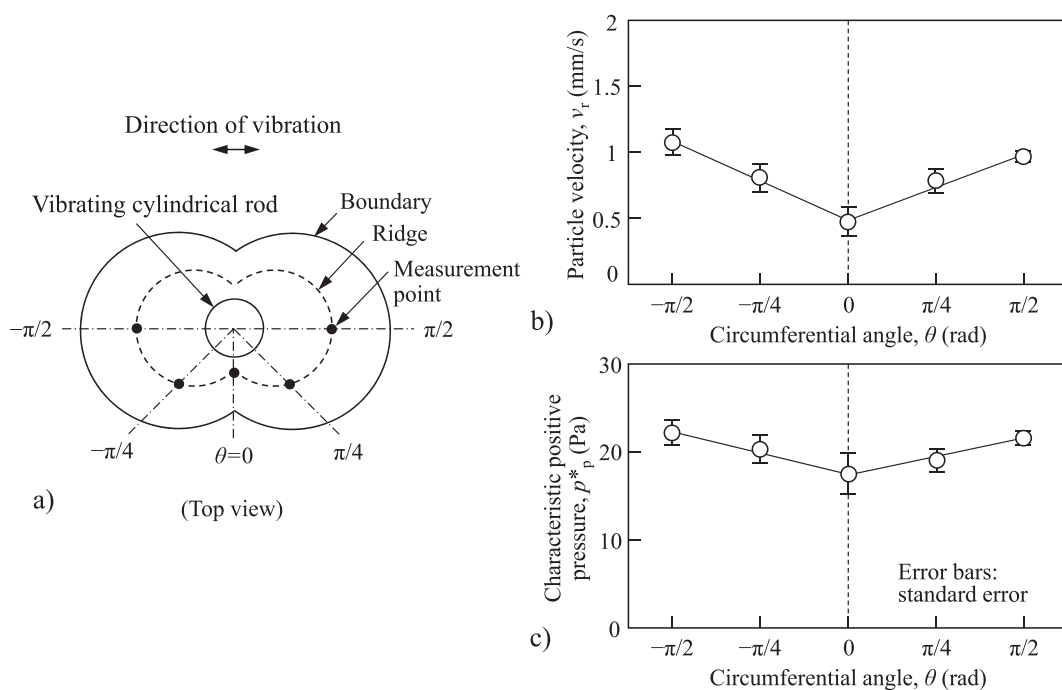 Direction of vibration
Vibrating cylindrical rod
Boundary
Ridge
Measurement
point
−π/2
π/2
−π/4
θ=0
π/4
a)
(Top view)
Particle velocity, vr (mm/s)
2
1.5
1
0.5
0
−π/2
−π/4
0
π/4
π/2
b)
Circumferential angle, θ (rad)
Characteristic positive
pressure, p*p (Pa)
30
20
10
0
Error bars:
standard error
−π/2
−π/4
0
π/4
π/2
c)
Circumferential angle, θ (rad)